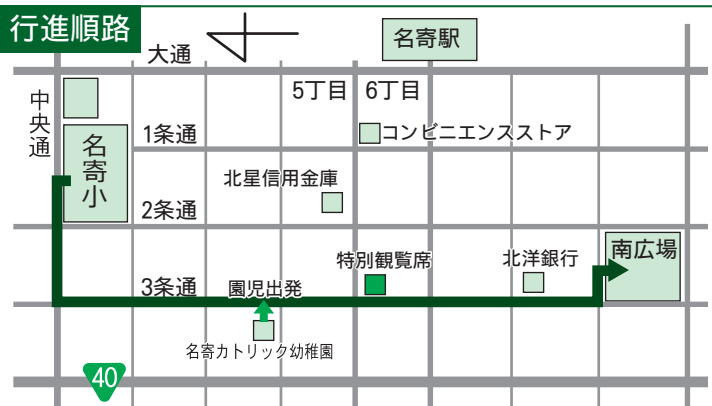 行進順路
大通
名寄駅
中央通
5丁目
6丁目
1条通
コンビニエンスストア
名寄小
北星信用金庫
2条通
特別観覧席
北洋銀行
南広場
3条通
園児出発
名寄カトリック幼稚園
40